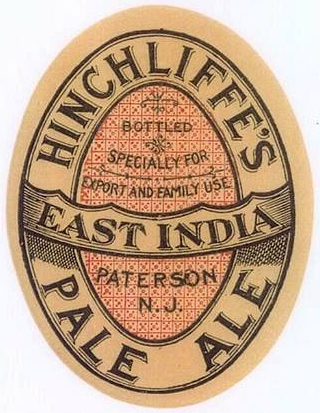 HINCHLIFFE'S
BOTTLED
SPECIALLY FOR
EXPORT AND FAMILY USE
EAST INDIA
PATERSON
N.J.
PALE ALE